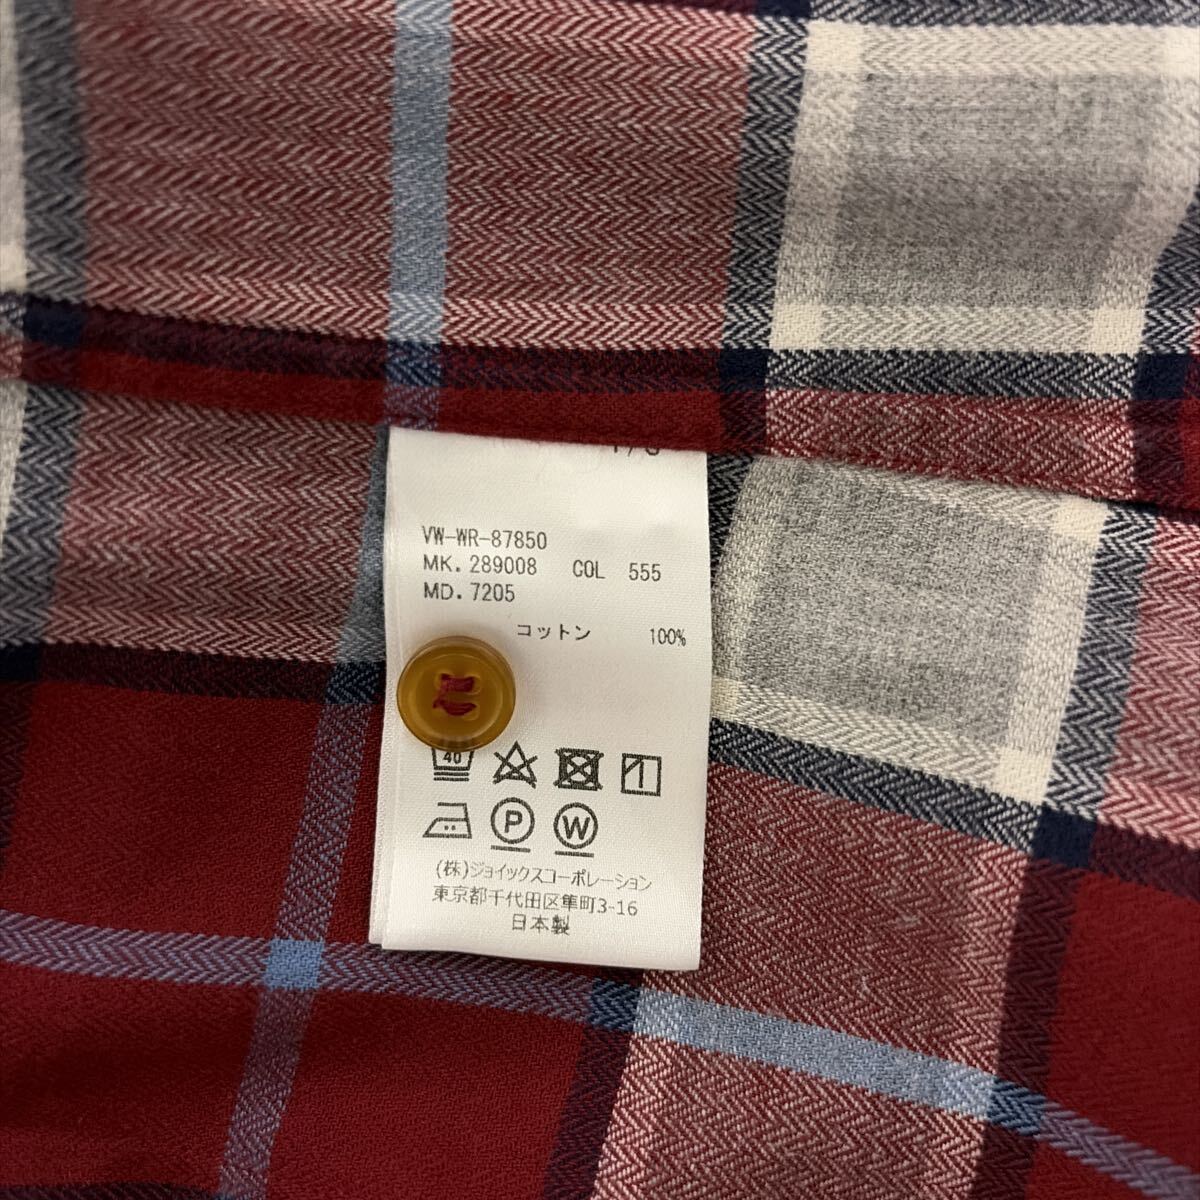 VW-WR-87850
MK. 289008 COL 555
MD. 7205
コットン 100%
40
P W
(株)ジョイックスコーポレーション
東京都千代田区隼町3-16
日本製